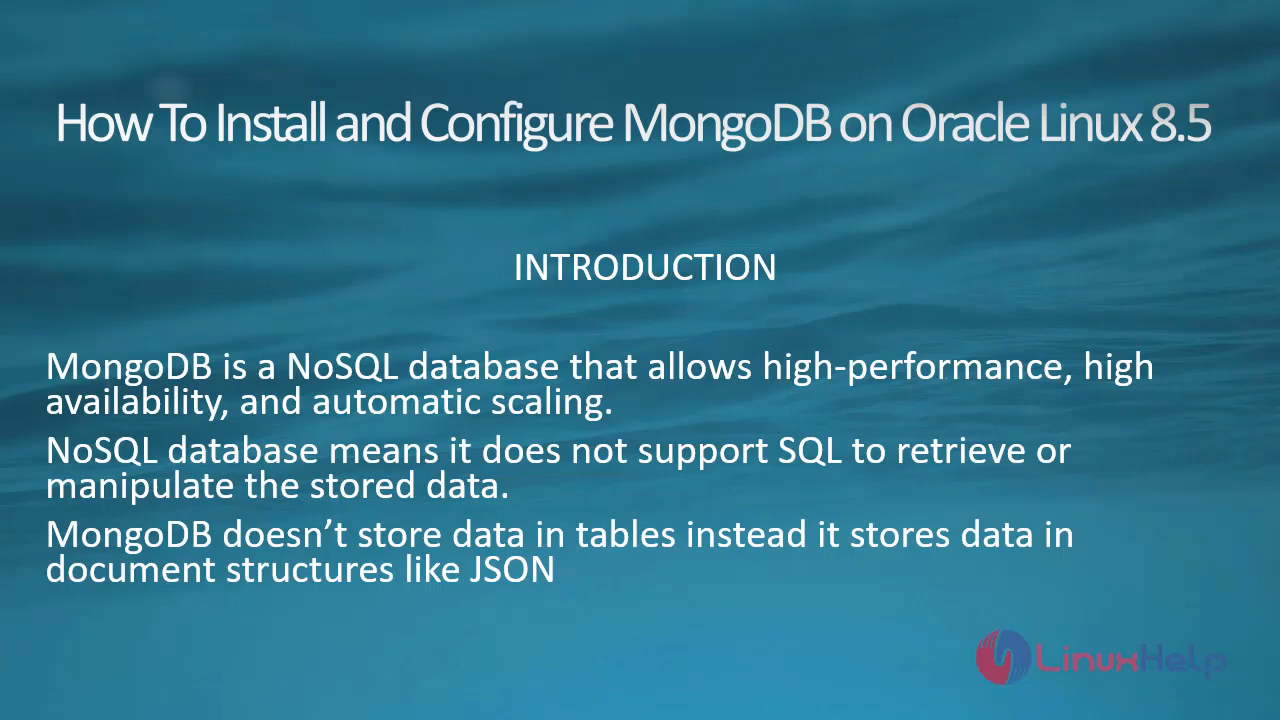 How To Install and Configure MongoDB on Oracle Linux 8.5
INTRODUCTION
MongoDB is a NoSQL database that allows high-performance, high
availability, and automatic scaling.
NoSQL database means it does not support SQL to retrieve or
manipulate the stored data.
MongoDB doesn’t store data in tables instead it stores data in
document structures like JSON
LinuxHelp